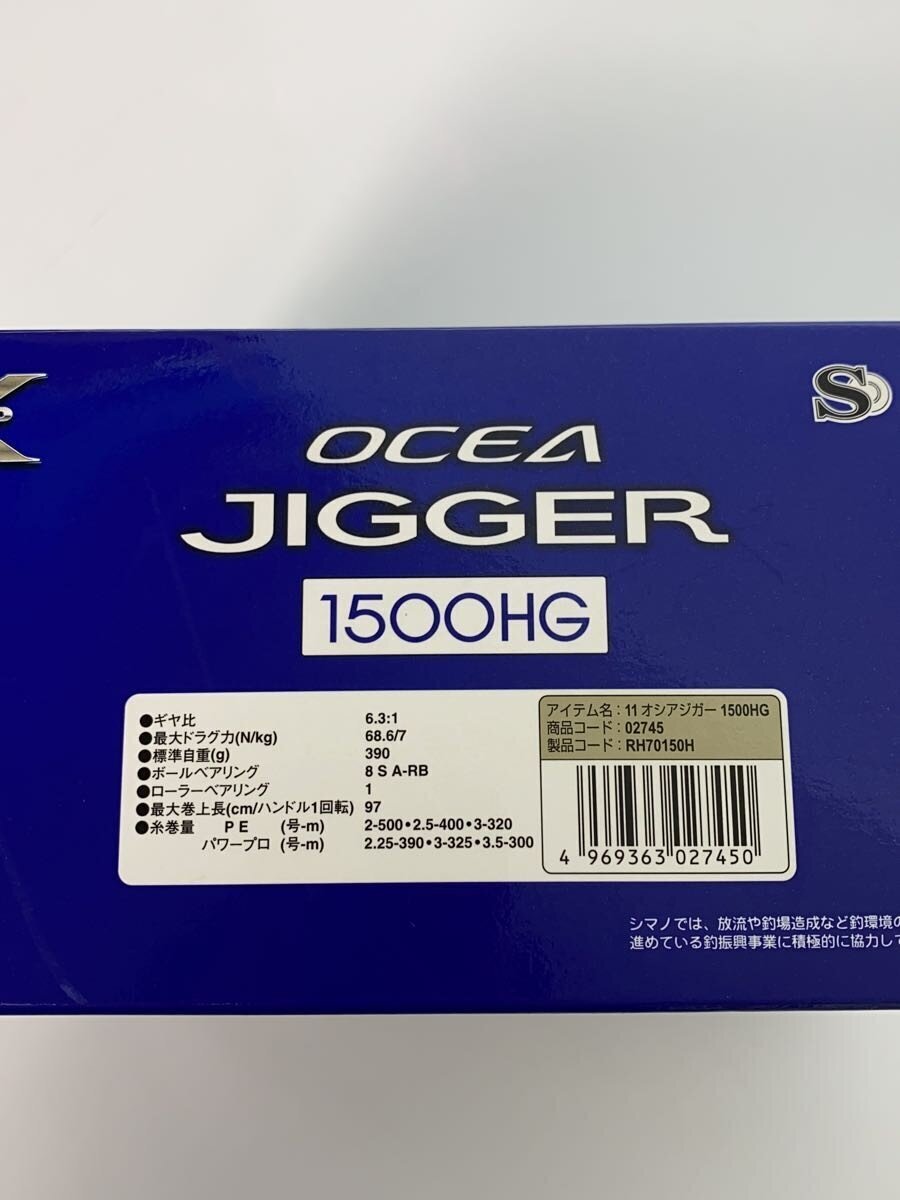 S
OCEA
JIGGER
1500HG
●ギヤ比 6.3:1
●最大ドラグ力(N/kg) 68.6/7
●標準自重(g) 390
●ボールベアリング 8 S A-RB
●ローラーベアリング 1
●最大巻上長(cm/ハンドル1回転) 97
●糸巻量 PE (号-m) 2-500•2.5-400•3-320
パワープロ (号-m) 2.25-390•3-325•3.5-300
アイテム名：11 オシアジガー 1500HG
商品コード：02745
製品コード：RH70150H
4 969363 027450
シマノでは、放流や釣場造成など釣環境の
進めている釣振興事業に積極的に協力して